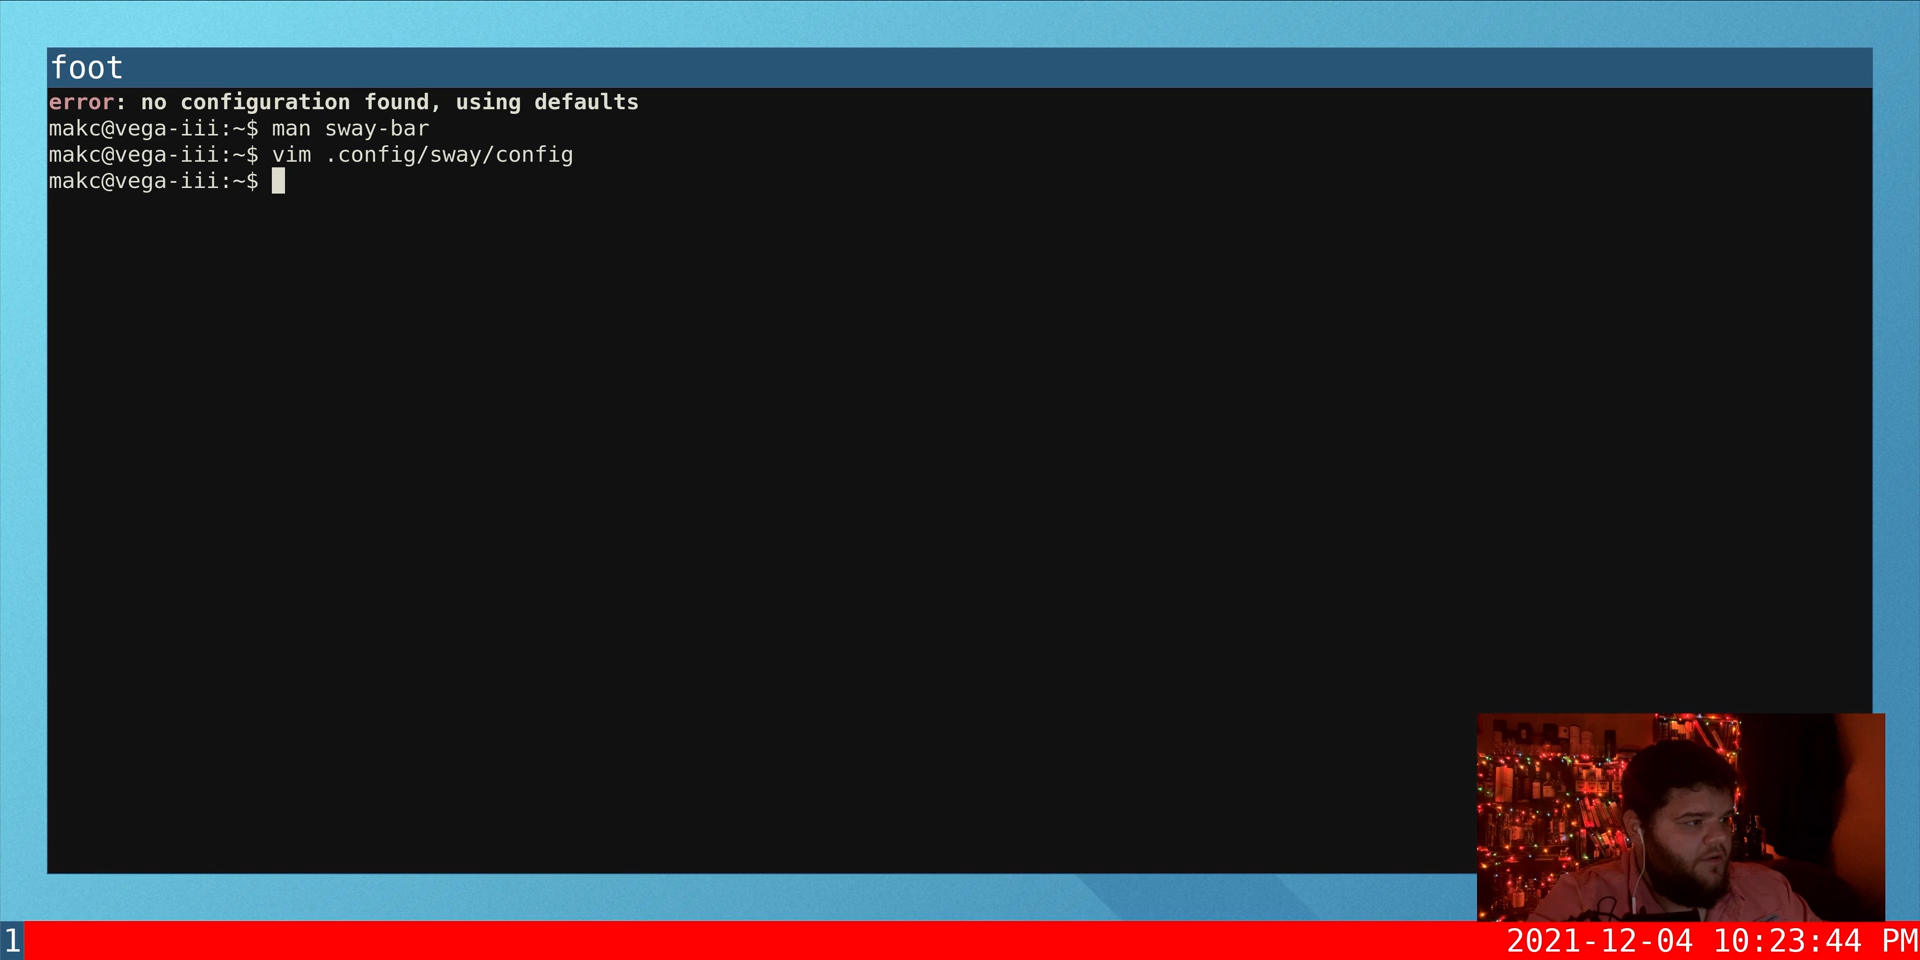 foot
error: no configuration found, using defaults
makc@vega-iii:~$ man sway-bar
makc@vega-iii:~$ vim .config/sway/config
makc@vega-iii:~$
1
2021-12-04 10:23:44 PM